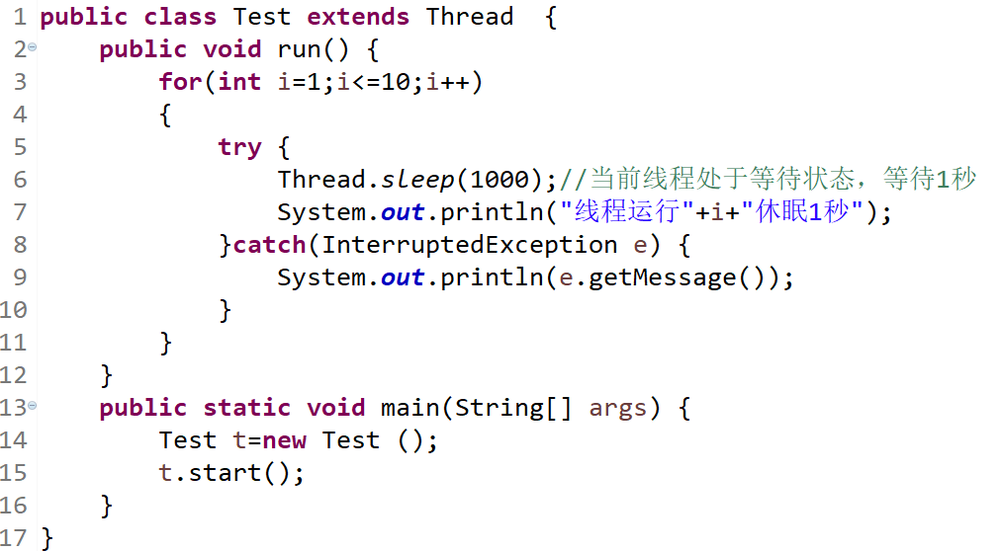 1 public class Test extends Thread  {
2     public void run() {
3         for(int i=1;i<=10;i++)
4         {
5             try {
6                 Thread.sleep(1000);//当前线程处于等待状态，等待1秒
7                 System.out.println("线程运行"+i+"休眠1秒");
8             }catch(InterruptedException e) {
9                 System.out.println(e.getMessage());
10             }
11         }
12     }
13     public static void main(String[] args) {
14         Test t=new Test ();
15         t.start();
16     }
17 }